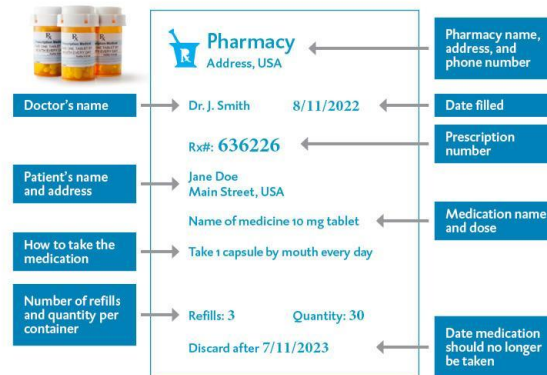 Pharmacy
Address, USA
Pharmacy name,
address, and
phone number
Doctor's name
Dr. J. Smith
8/11/2022
Date filled
Rx#: 636226
Prescription
number
Patient's name
and address
Jane Doe
Main Street, USA
Name of medicine 10 mg tablet
Medication name
and dose
How to take the
medication
Take 1 capsule by mouth every day
Number of refills
and quantity per
container
Refills: 3
Quantity: 30
Discard after 7/11/2023
Date medication
should no longer
be taken